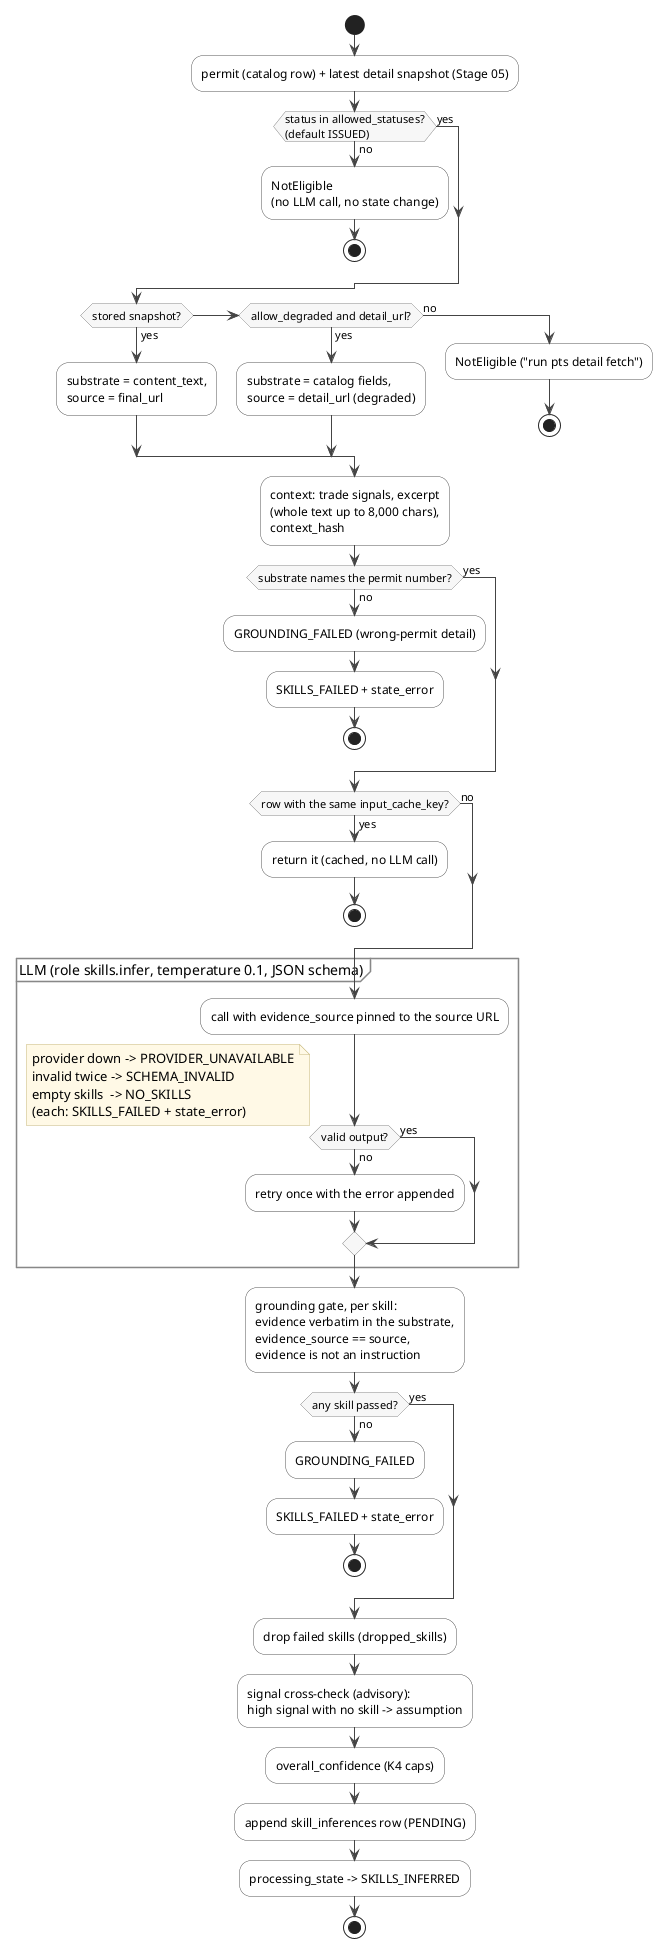 permit (catalog row) + latest detail snapshot (Stage 05)
status in allowed_statuses?
(default ISSUED)
yes
no
NotEligible
(no LLM call, no state change)
stored snapshot?
allow_degraded and detail_url?
no
yes
yes
NotEligible ("run pts detail fetch")
substrate = content_text,
source = final_url
substrate = catalog fields,
source = detail_url (degraded)
context: trade signals, excerpt
(whole text up to 8,000 chars),
context_hash
substrate names the permit number?
yes
no
GROUNDING_FAILED (wrong-permit detail)
SKILLS_FAILED + state_error
row with the same input_cache_key?
no
yes
return it (cached, no LLM call)
LLM (role skills.infer, temperature 0.1, JSON schema)
call with evidence_source pinned to the source URL
provider down -> PROVIDER_UNAVAILABLE
invalid twice -> SCHEMA_INVALID
empty skills  -> NO_SKILLS
(each: SKILLS_FAILED + state_error)
valid output?
yes
no
retry once with the error appended
grounding gate, per skill:
evidence verbatim in the substrate,
evidence_source == source,
evidence is not an instruction
any skill passed?
yes
no
GROUNDING_FAILED
SKILLS_FAILED + state_error
drop failed skills (dropped_skills)
signal cross-check (advisory):
high signal with no skill -> assumption
overall_confidence (K4 caps)
append skill_inferences row (PENDING)
processing_state -> SKILLS_INFERRED